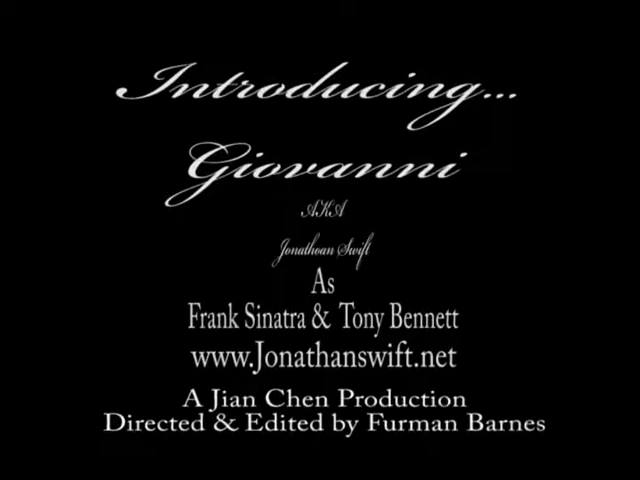 Introducing...
Giovanni
AKA
Jonathoan Swift
As
Frank Sinatra & Tony Bennett
www.Jonathanswift.net
A Jian Chen Production
Directed & Edited by Furman Barnes